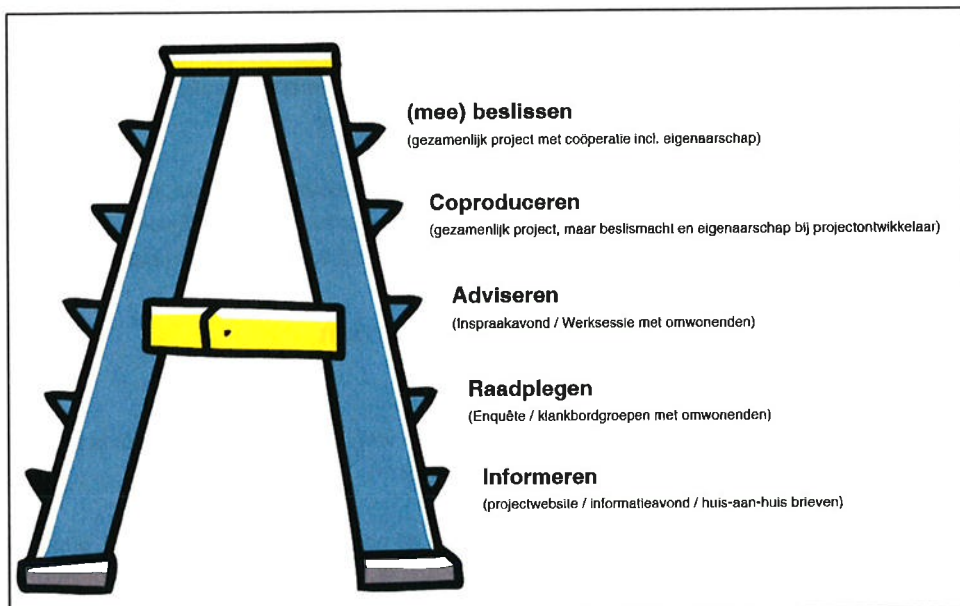 (mee) beslissen
(gezamenlijk project met coöperatie incl. eigenaarschap)
Coproduceren
(gezamenlijk project, maar beslismacht en eigenaarschap bij projectontwikkelaar)
Adviseren
(Inspraakavond / Werksessie met omwonenden)
Raadplegen
(Enquête / klankbordgroepen met omwonenden)
Informeren
(projectwebsite / informatieavond / huis-aan-huis brieven)